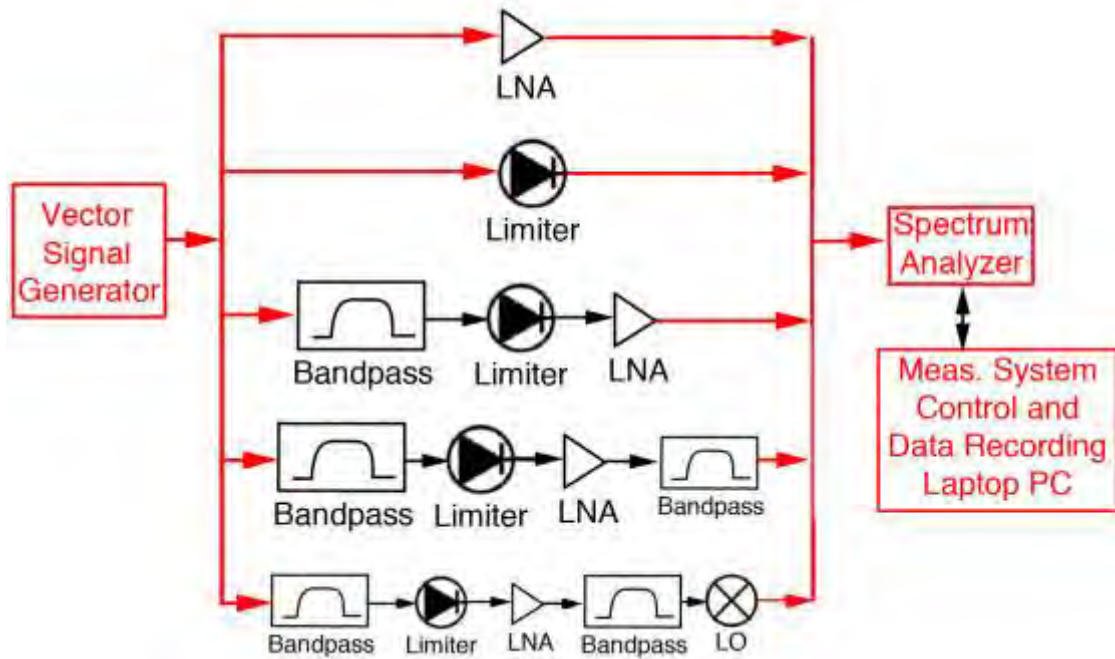 LNA
Limiter
Vector
Signal
Generator
Spectrum
Analyzer
Bandpass
Limiter
LNA
Meas. System
Control and
Data Recording
Laptop PC
Bandpass
Limiter
LNA
Bandpass
Bandpass
Limiter
LNA
Bandpass
LO